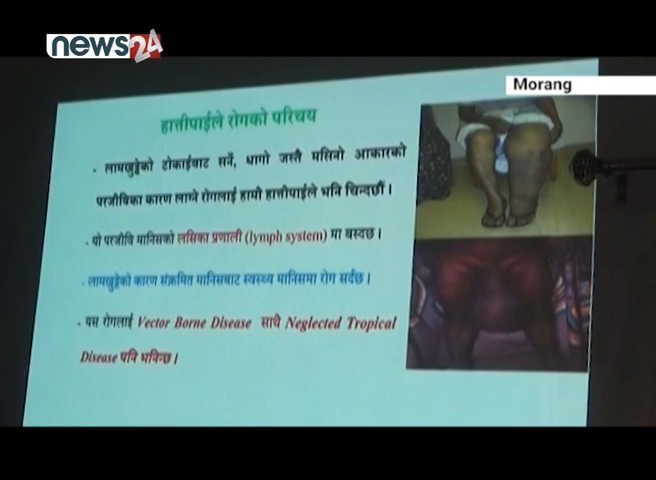 news24
Morang
हात्तीपाईले रोगको परिचय
- लामखुट्टेको टोकाईबाट सर्ने, धागो जस्तै मसिनो आकारको
परजीविका कारण लाग्ने रोगलाई हामी हात्तीपाईले भनि चिन्दछौं ।
- यो परजीवि मानिसको लसिका प्रणाली (lymph system) मा बस्दछ ।
- लामखुट्टेको कारण संक्रमित मानिसबाट स्वस्थ्य मानिसमा रोग सर्दछ ।
- यस रोगलाई Vector Borne Disease साथै Neglected Tropical
Disease पनि भनिन्छ ।